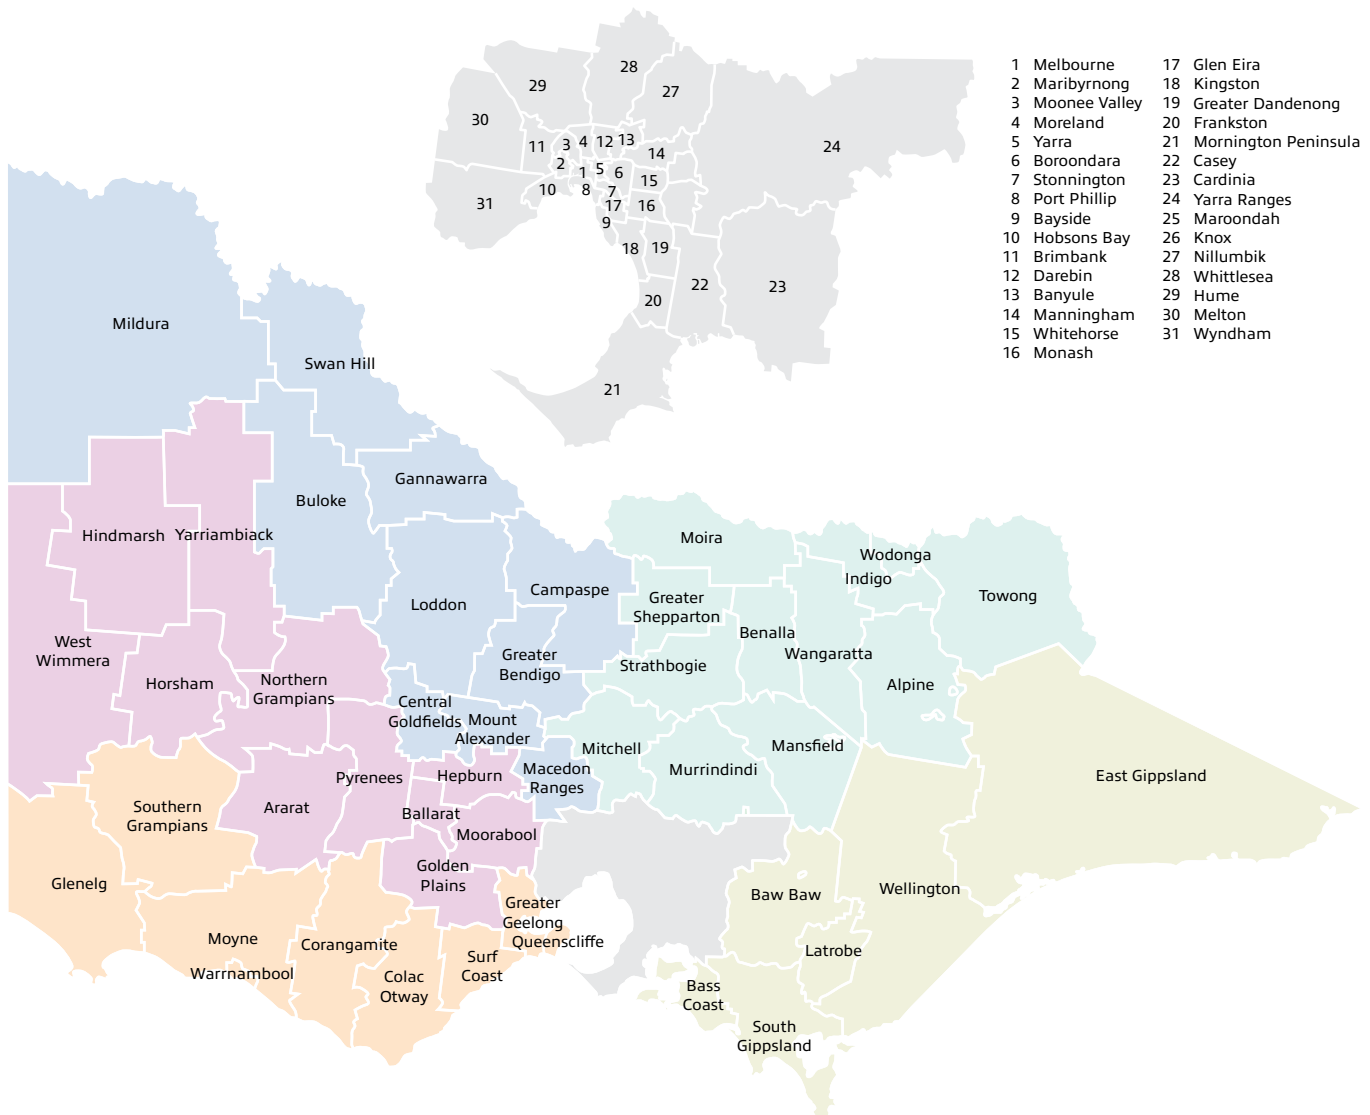 28
29
27
30
3
4
12
13
11
14
24
2
1
5
6
15
10
8
7
31
17
16
9
18
19
22
23
20
21
1 Melbourne
2 Maribyrnong
3 Moonee Valley
4 Moreland
5 Yarra
6 Boroondara
7 Stonnington
8 Port Phillip
9 Bayside
10 Hobsons Bay
11 Brimbank
12 Darebin
13 Banyule
14 Manningham
15 Whitehorse
16 Monash
17 Glen Eira
18 Kingston
19 Greater Dandenong
20 Frankston
21 Mornington Peninsula
22 Casey
23 Cardinia
24 Yarra Ranges
25 Maroondah
26 Knox
27 Nillumbik
28 Whittlesea
29 Hume
30 Melton
31 Wyndham
Mildura
Swan Hill
Gannawarra
Buloke
Hindmarsh
Yarriambiack
Moira
Wodonga
Indigo
Towong
Campaspe
Loddon
Greater
Shepparton
Benalla
Wangaratta
West
Wimmera
Greater
Bendigo
Strathbogie
Horsham
Northern
Grampians
Alpine
Central
Goldfields
Mount
Alexander
Mitchell
Mansfield
Murrindindi
Pyrenees
Hepburn
Macedon
Ranges
East Gippsland
Southern
Grampians
Ararat
Ballarat
Moorabool
Golden
Plains
Glenelg
Baw Baw
Wellington
Greater
Geelong
Queenscliffe
Moyne
Corangamite
Warrnambool
Surf
Coast
Colac
Otway
Latrobe
Bass
Coast
South
Gippsland